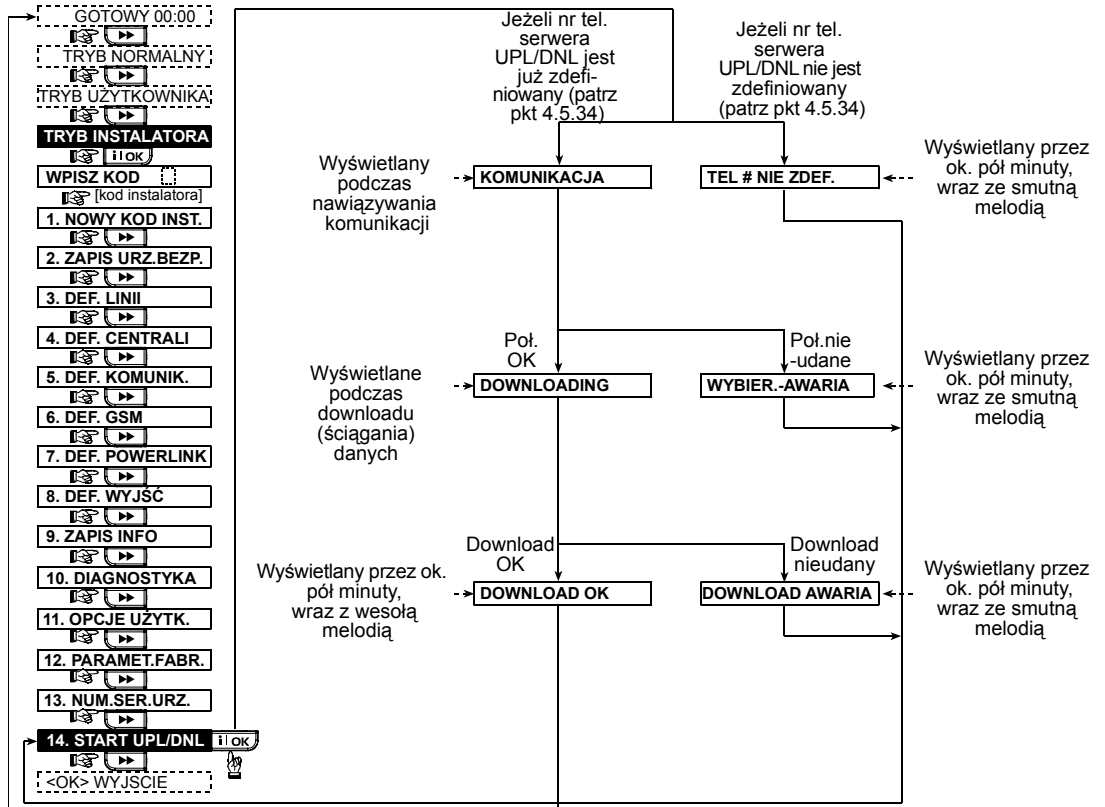 GOTOWY 00:00
TRYB NORMALNY
TRYB UŻYTKOWNIKA
TRYB INSTALATORA
i OK
WPISZ KOD
[kod instalatora]
1. NOWY KOD INST.
2. ZAPIS URZ.BEZP.
3. DEF. LINII
4. DEF. CENTRALI
5. DEF. KOMUNIK.
6. DEF. GSM
7. DEF. POWERLINK
8. DEF. WYJŚĆ
9. ZAPIS INFO
10. DIAGNOSTYKA
11. OPCJE UŻYTK.
12. PARAMET.FABR.
13. NUM.SER.URZ.
14. START UPL/DNL
i OK
<OK> WYJSCIE
Jeżeli nr tel.
serwera
UPL/DNL jest
już zdefi-
niowany (patrz
pkt 4.5.34)
Jeżeli nr tel.
serwera
UPL/DNL nie jest
zdefiniowany
(patrz pkt 4.5.34)
Wyświetlany
podczas
nawiązywania
komunikacji
KOMUNIKACJA
TEL # NIE ZDEF.
Wyświetlany przez
ok. pół minuty,
wraz ze smutną
melodią
Poł.
OK
Poł.nie
-udane
Wyświetlane
podczas
downloadu
(ściągania)
danych
DOWNLOADING
WYBIER.-AWARIA
Wyświetlany przez
ok. pół minuty,
wraz ze smutną
melodią
Download
OK
Download
nieudany
Wyświetlany przez ok.
pół minuty,
wraz z wesołą
melodią
DOWNLOAD OK
DOWNLOAD AWARIA
Wyświetlany przez
ok. pół minuty,
wraz ze smutną
melodią